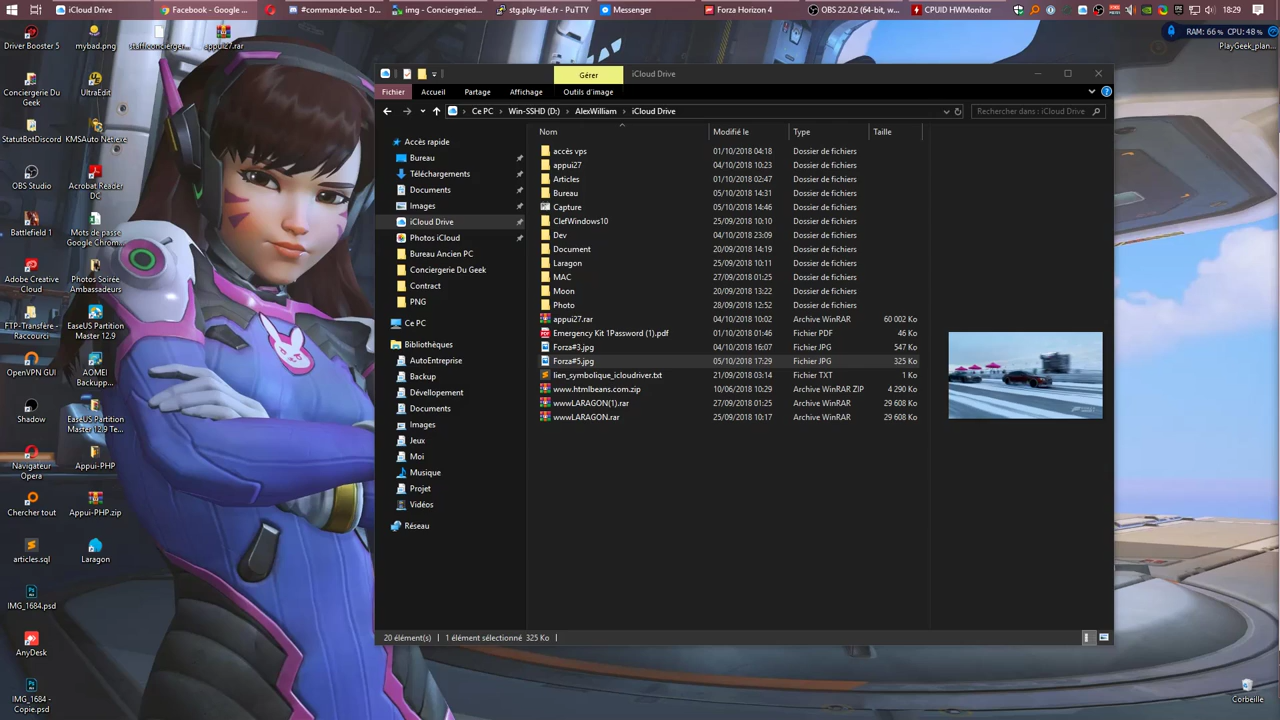 iCloud Drive
Facebook - Google ...
#commande-bot - D...
img - Conciergeried...
stg.play-life.fr - PuTTY
Messenger
Forza Horizon 4
OBS 22.0.2 (64-bit, w...
CPUID HWMonitor
18:29
RAM: 66 % CPU: 48 %
Driver Booster 5
mybad.png
staffconcierger...
appui27.rar
PlayGeek_plan...
Conciergerie Du Geek
UltraEdit
StatutBotDiscord
KMSAuto Net.exe
OBS Studio
Acrobat Reader DC
Battlefield 1
Mots de passe Google Chrom...
Adobe Creative Cloud
Photos Soiree Ambassadeurs
FTP-Transfére - Raccourci
EaseUS Partition Master 12.9
OpenVPN GUI
AOMEI Backupp...
Shadow
EaseUS Partition Master 12.9 Te...
Navigateur Opera
Appui-PHP
Chercher tout
Appui-PHP.zip
articles.sql
Laragon
IMG_1684.psd
AnyDesk
IMG_1684 - Copie.psd
Corbeille
Gérer
iCloud Drive
Fichier
Accueil
Partage
Affichage
Outils d'image
Ce PC
Win-SSHD (D:)
AlexWilliam
iCloud Drive
Rechercher dans : iCloud Drive
Accès rapide
Bureau
Téléchargements
Documents
Images
iCloud Drive
Photos iCloud
Bureau Ancien PC
Conciergerie Du Geek
Contract
PNG
Ce PC
Bibliothèques
AutoEntreprise
Backup
Dévellopement
Documents
Images
Jeux
Moi
Musique
Projet
Vidéos
Réseau
Nom Modifié le Type Taille
accès vps 01/10/2018 04:18 Dossier de fichiers
appui27 04/10/2018 10:23 Dossier de fichiers
Articles 01/10/2018 02:47 Dossier de fichiers
Bureau 05/10/2018 14:31 Dossier de fichiers
Capture 05/10/2018 14:46 Dossier de fichiers
ClefWindows10 25/09/2018 10:10 Dossier de fichiers
Dev 04/10/2018 23:09 Dossier de fichiers
Document 20/09/2018 14:19 Dossier de fichiers
Laragon 25/09/2018 10:11 Dossier de fichiers
MAC 27/09/2018 01:25 Dossier de fichiers
Moon 20/09/2018 13:22 Dossier de fichiers
Photo 28/09/2018 12:52 Dossier de fichiers
appui27.rar 04/10/2018 10:02 Archive WinRAR 60 002 Ko
Emergency Kit 1Password (1).pdf 01/10/2018 01:46 Fichier PDF 46 Ko
Forza#3.jpg 04/10/2018 16:07 Fichier JPG 547 Ko
Forza#5.jpg 05/10/2018 17:29 Fichier JPG 325 Ko
lien_symbolique_icloudriver.txt 21/09/2018 03:14 Fichier TXT 1 Ko
www.htmlbeans.com.zip 10/06/2018 10:29 Archive WinRAR ZIP 4 290 Ko
wwwLARAGON(1).rar 27/09/2018 01:25 Archive WinRAR 29 608 Ko
wwwLARAGON.rar 25/09/2018 10:17 Archive WinRAR 29 608 Ko
20 élément(s) 1 élément sélectionné 325 Ko